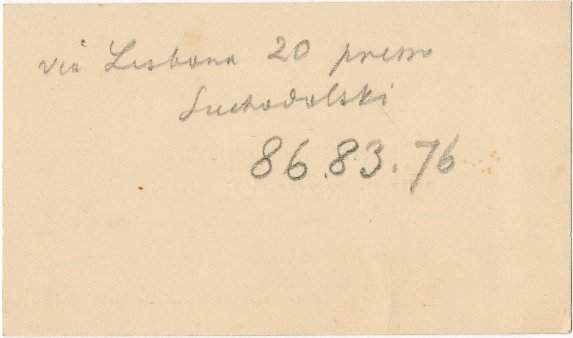 via Lisbona 20 presso
Suchodolski
86.83.76